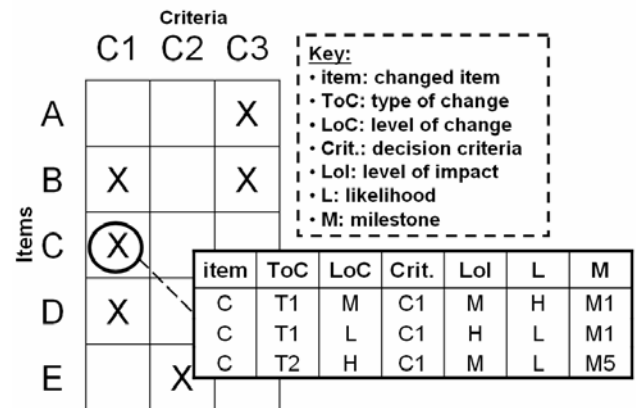 Criteria
C1 C2 C3
Key:
• item: changed item
• ToC: type of change
• LoC: level of change
• Crit.: decision criteria
• LoI: level of impact
• L: likelihood
• M: milestone
Items
A X
B X X
C X
D X
E X
item ToC LoC Crit. LoI L M
C T1 M C1 M H M1
C T1 L C1 H L M1
C T2 H C1 M L M5